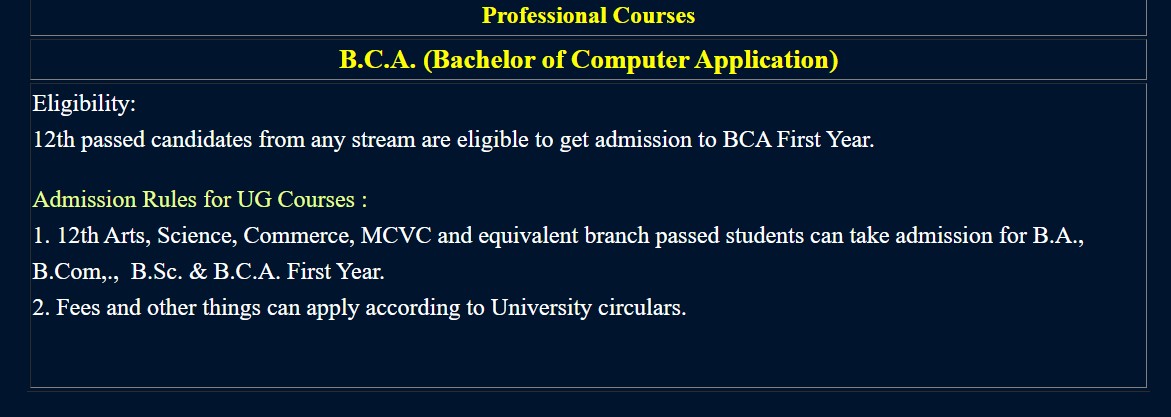 Professional Courses
B.C.A. (Bachelor of Computer Application)
Eligibility:
12th passed candidates from any stream are eligible to get admission to BCA First Year.
Admission Rules for UG Courses :
1. 12th Arts, Science, Commerce, MCVC and equivalent branch passed students can take admission for B.A.,
B.Com,., B.Sc. & B.C.A. First Year.
2. Fees and other things can apply according to University circulars.